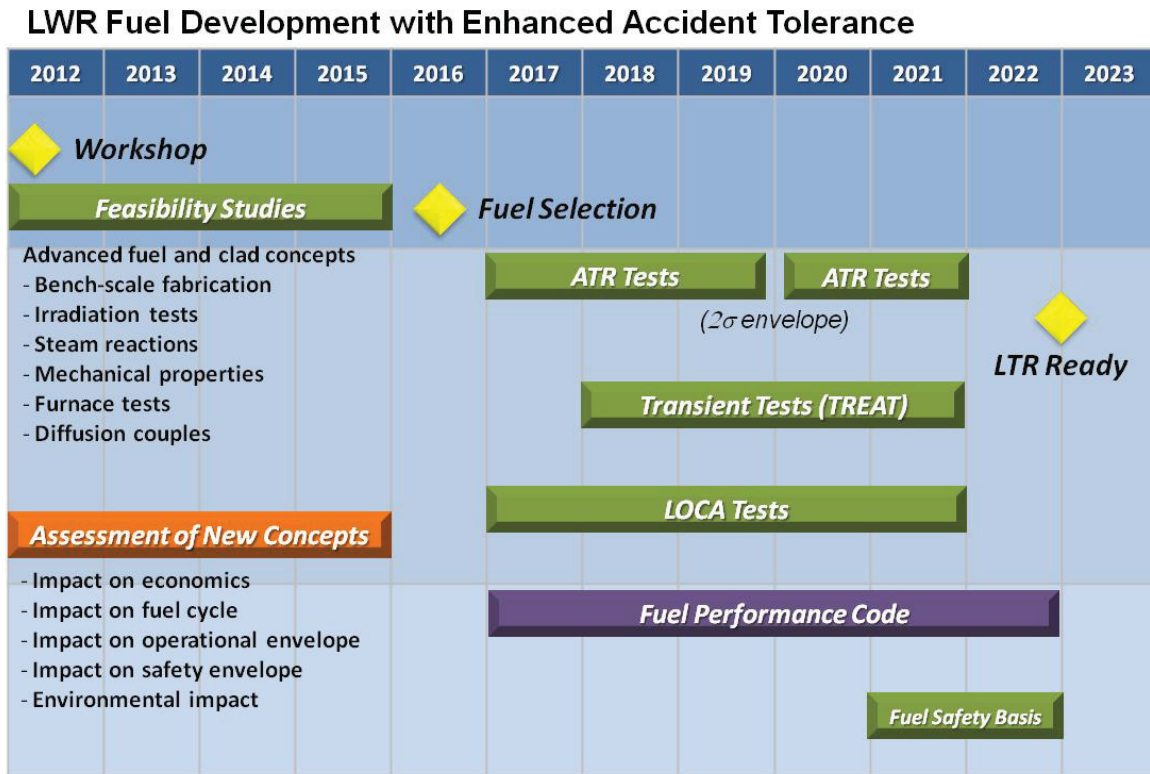 LWR Fuel Development with Enhanced Accident Tolerance
2012 2013 2014 2015 2016 2017 2018 2019 2020 2021 2022 2023
Workshop
Feasibility Studies
Fuel Selection
Advanced fuel and clad concepts
- Bench-scale fabrication
- Irradiation tests
- Steam reactions
- Mechanical properties
- Furnace tests
- Diffusion couples
ATR Tests
ATR Tests
(2σ envelope)
LTR Ready
Transient Tests (TREAT)
LOCA Tests
Assessment of New Concepts
- Impact on economics
- Impact on fuel cycle
- Impact on operational envelope
- Impact on safety envelope
- Environmental impact
Fuel Performance Code
Fuel Safety Basis